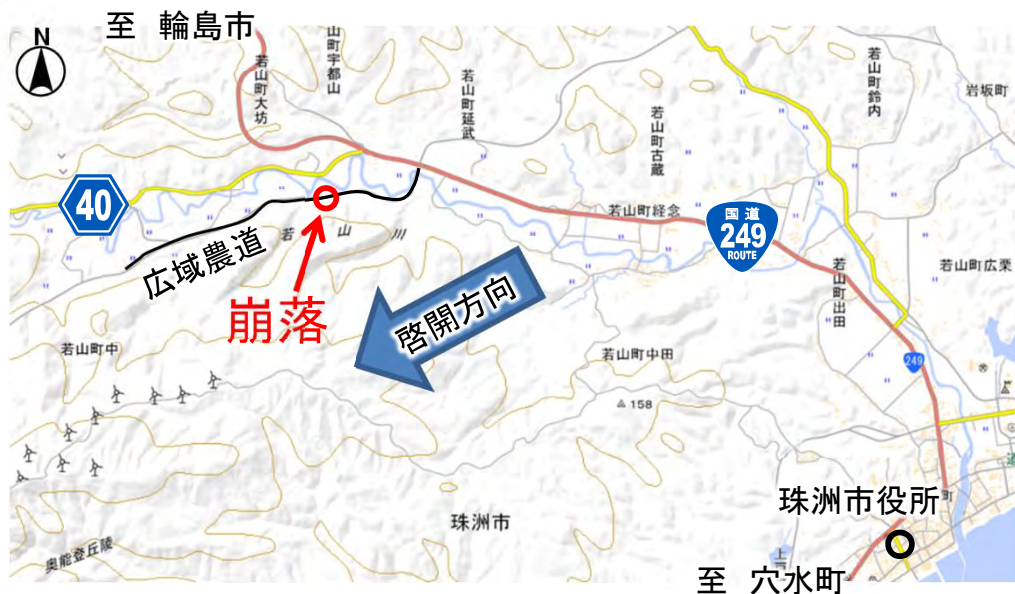 至 輪島市
N
山町宇都山
若山町大坊
若山町延武
若山町古蔵
若山町鈴内
岩坂町
40
若山町経念
国道
249
ROUTE
若山川
広域農道
崩落
啓開方向
若山町出田
若山町広栗
249
若山町中
若山町中田
158
珠洲市役所
町
道
珠洲市
上戸
奥能登丘陵
至 穴水町